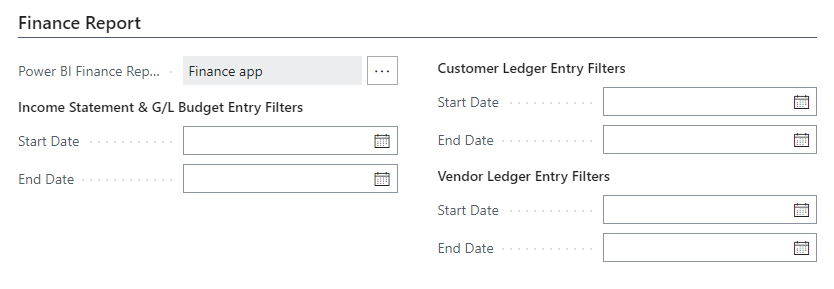 Finance Report
Power BI Finance Rep... Finance app ...
Income Statement & G/L Budget Entry Filters
Start Date
End Date
Customer Ledger Entry Filters
Start Date
End Date
Vendor Ledger Entry Filters
Start Date
End Date